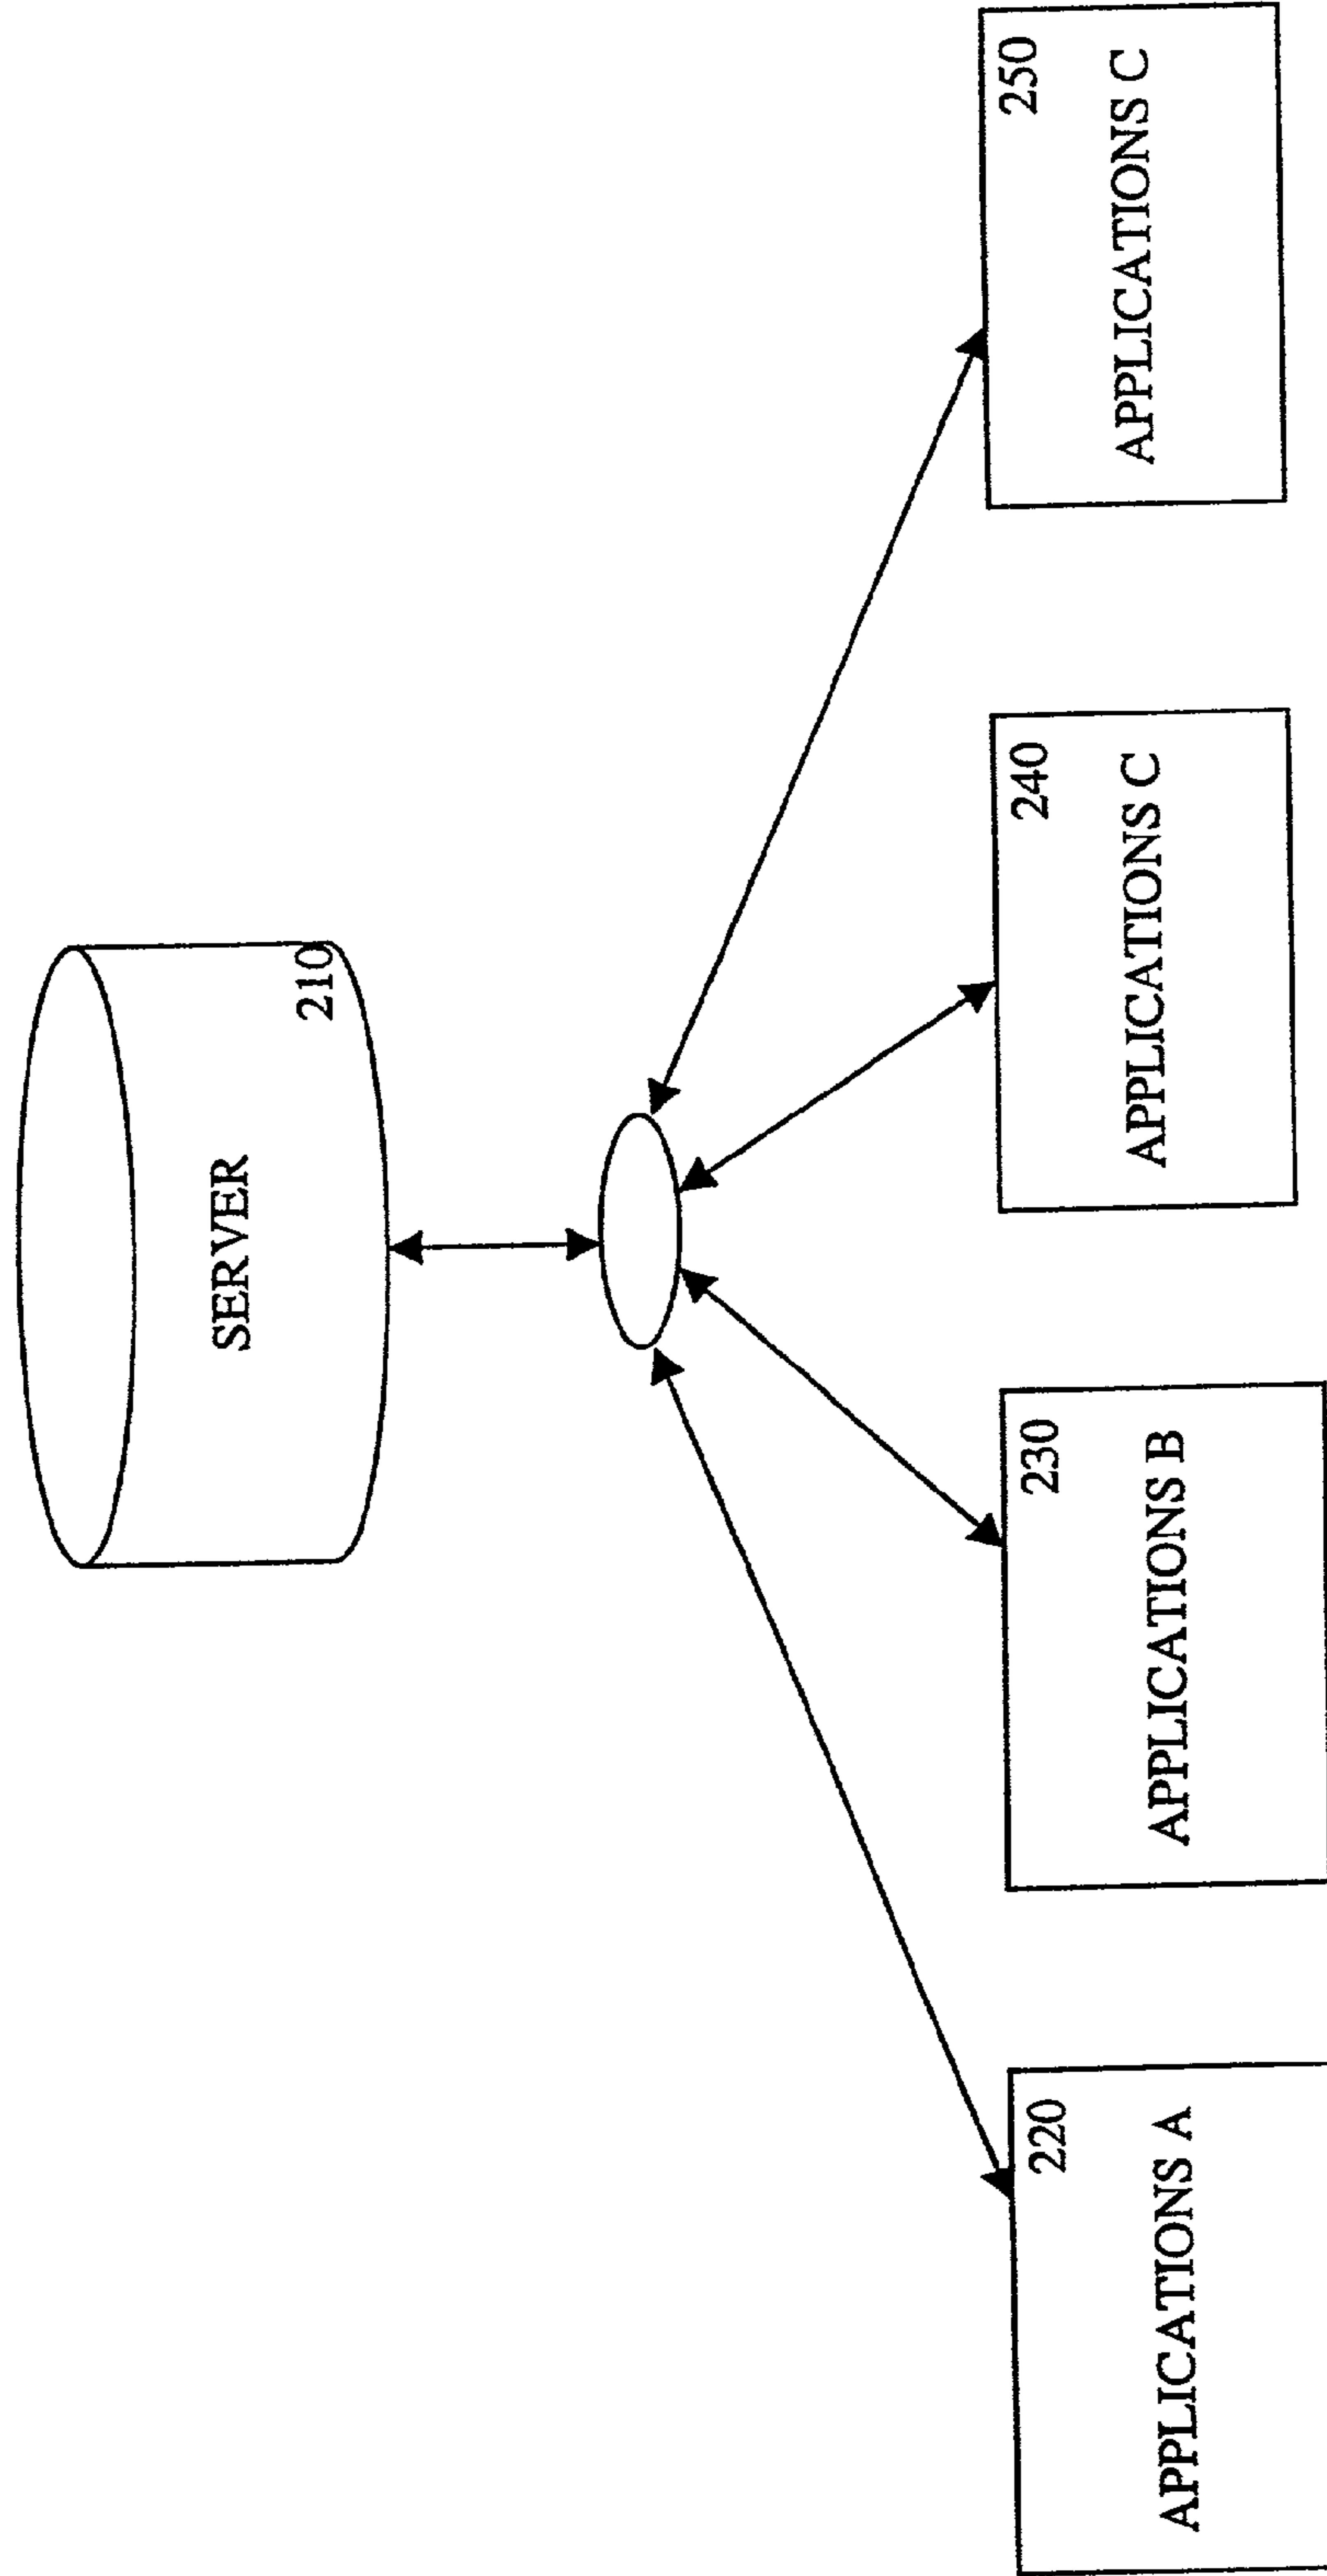 SERVER
210
220
APPLICATIONS A
230
APPLICATIONS B
240
APPLICATIONS C
250
APPLICATIONS C